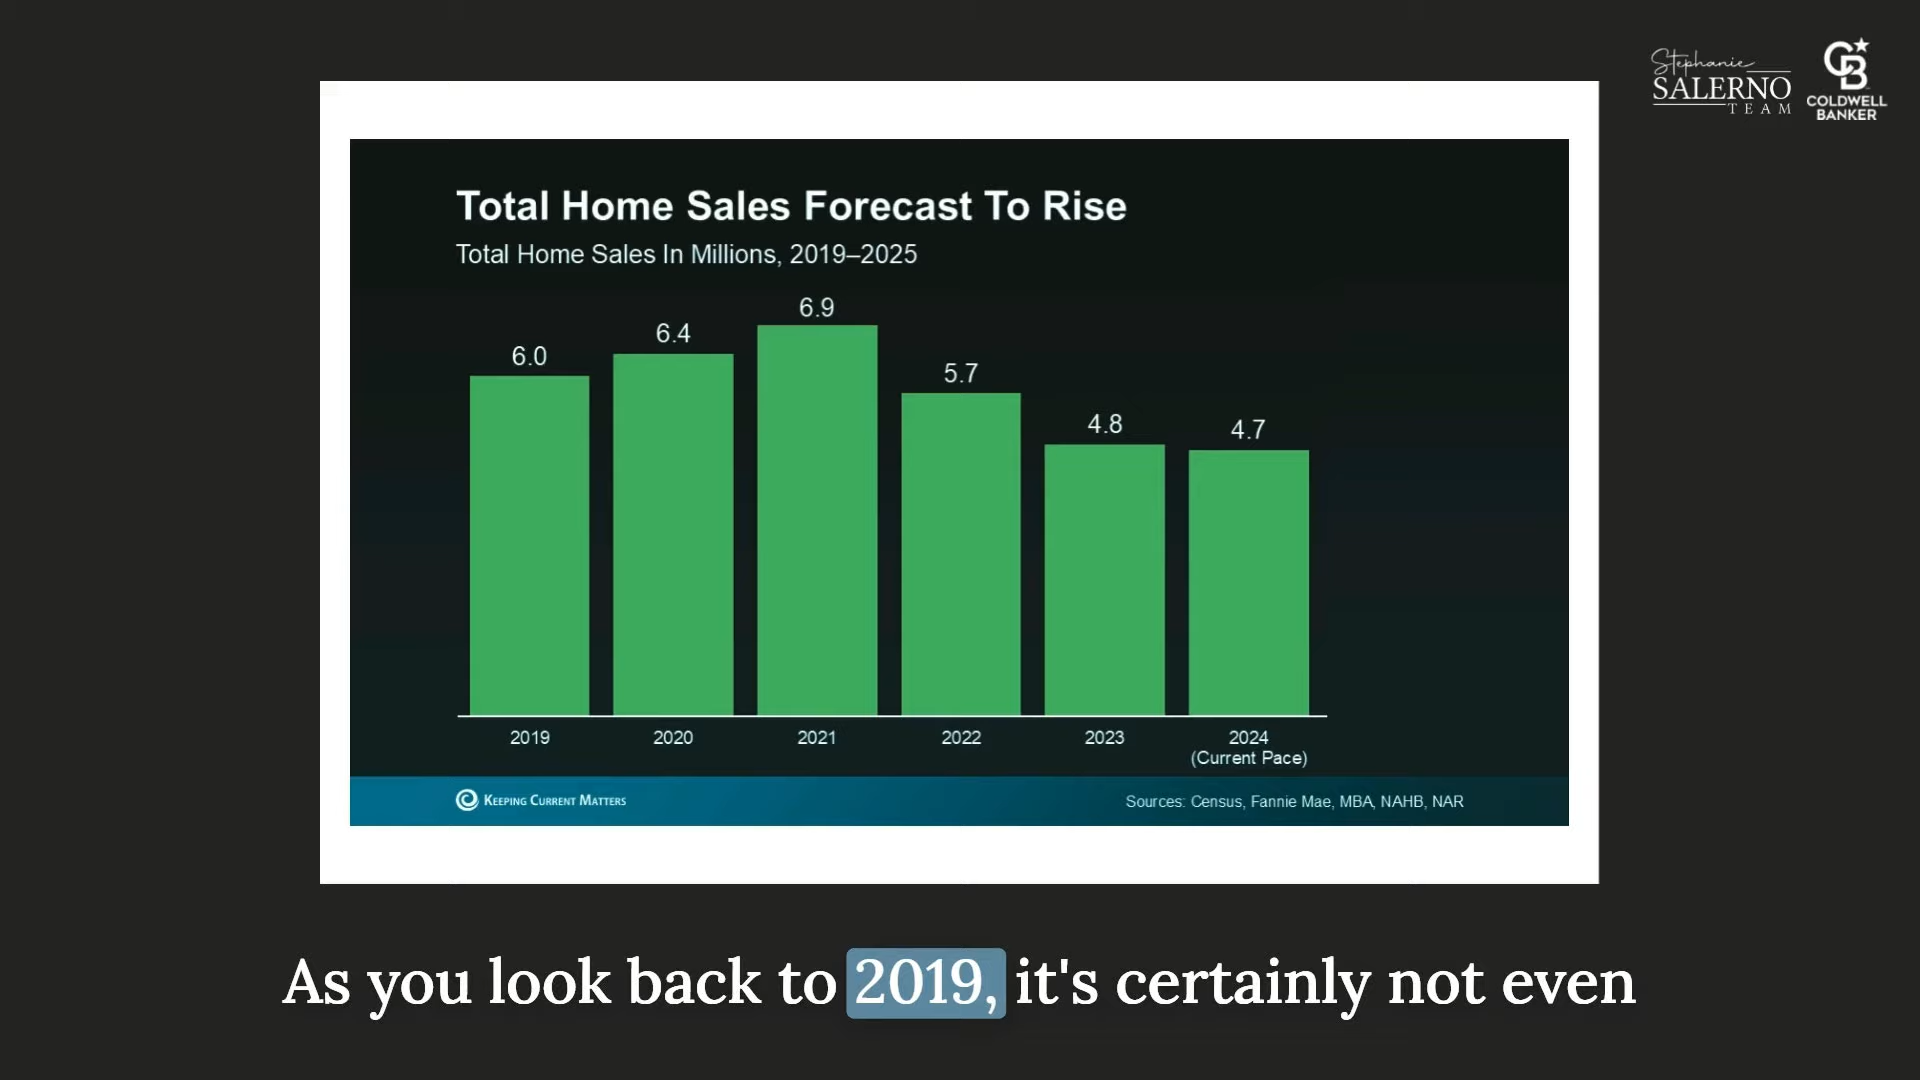 Stephanie
SALERNO
TEAM
COLDWELL
BANKER
Total Home Sales Forecast To Rise
Total Home Sales In Millions, 2019–2025
6.0
6.4
6.9
5.7
4.8
4.7
2019
2020
2021
2022
2023
2024
(Current Pace)
KEEPING CURRENT MATTERS
Sources: Census, Fannie Mae, MBA, NAHB, NAR
As you look back to 2019, it's certainly not even